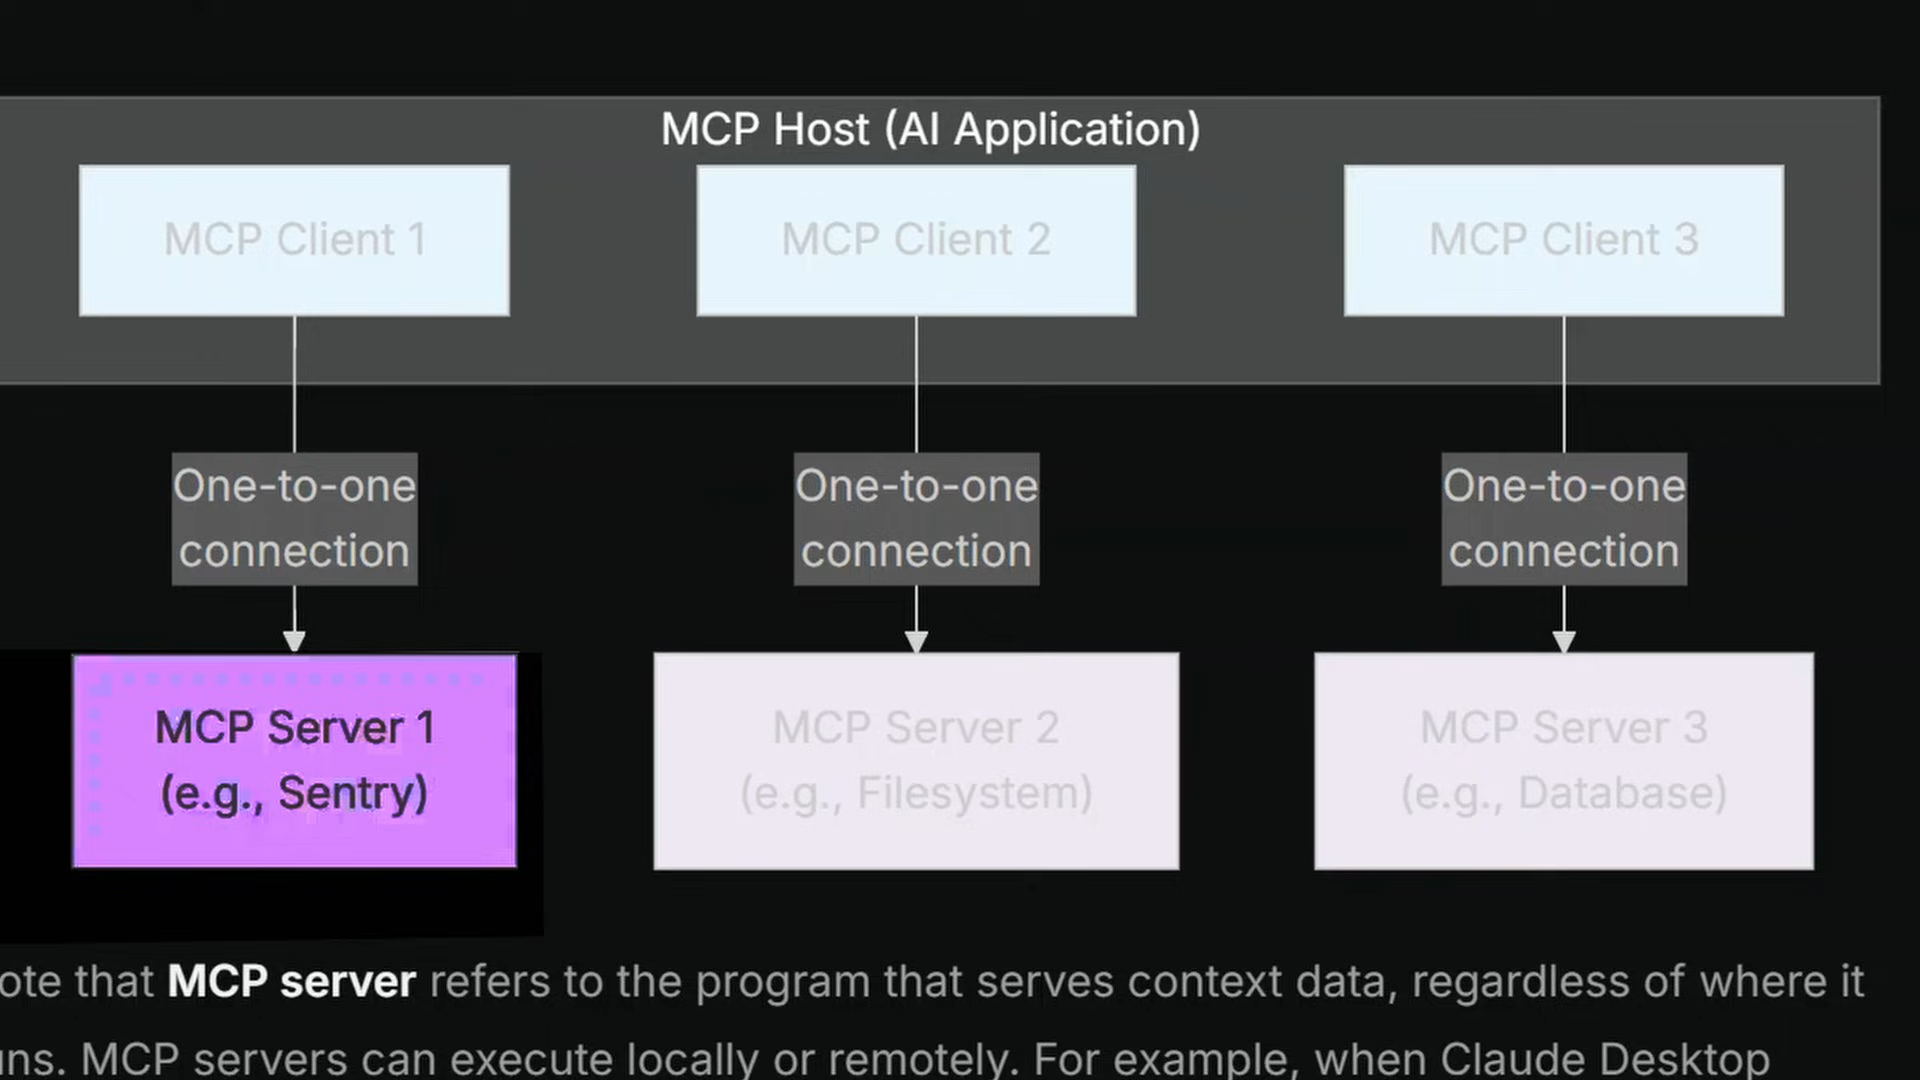 MCP Host (AI Application)
MCP Client 1
MCP Client 2
MCP Client 3
One-to-one
connection
One-to-one
connection
One-to-one
connection
MCP Server 1
(e.g., Sentry)
MCP Server 2
(e.g., Filesystem)
MCP Server 3
(e.g., Database)
that MCP server refers to the program that serves context data, regardless of where it
MCP servers can execute locally or remotely. For example, when Claude Desktop